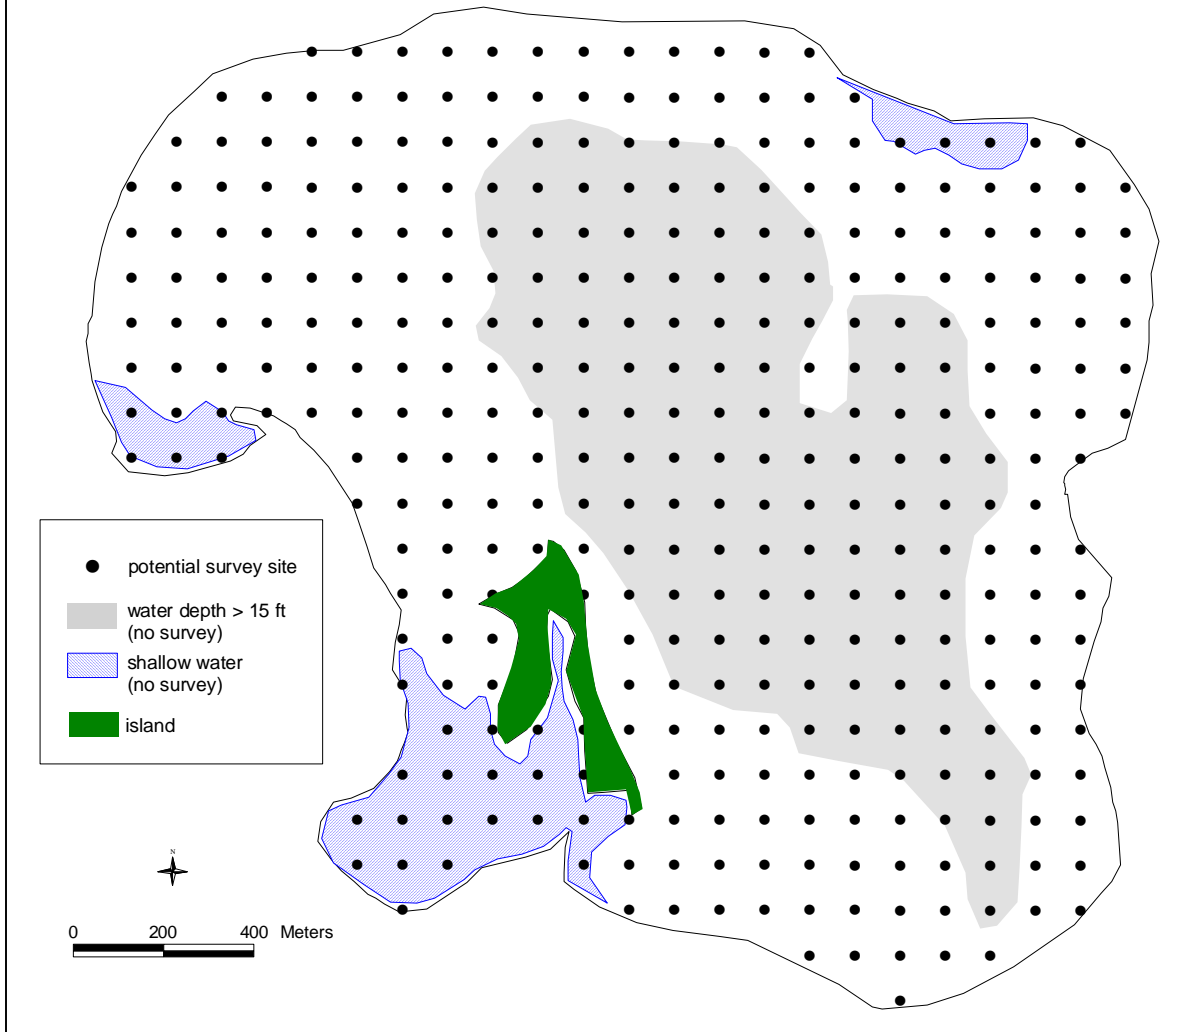 potential survey site
water depth > 15 ft
(no survey)
shallow water
(no survey)
island
N
0 200 400 Meters